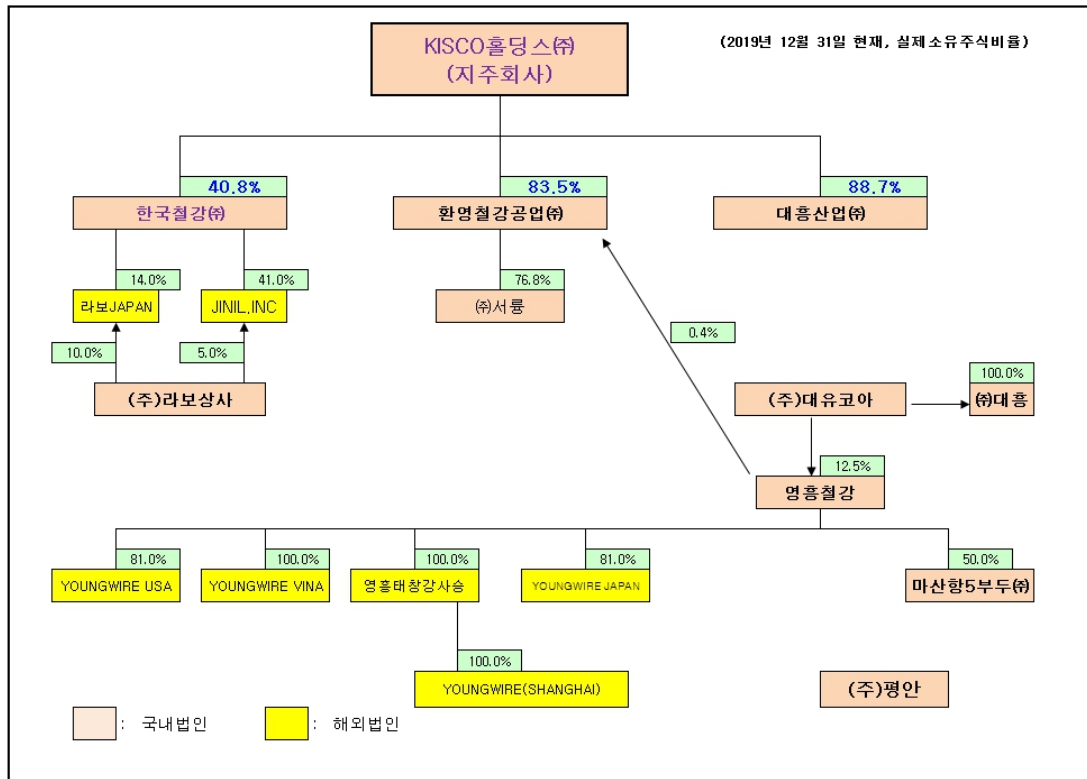 KISCO홀딩스㈜
(지주회사)
(2019년 12월 31일 현재, 실제소유주식비율)
40.8%
83.5%
88.7%
한국철강㈜
환영철강공업㈜
대흥산업㈜
14.0%
41.0%
76.8%
라보JAPAN
JINIL,INC
㈜서륭
0.4%
10.0%
5.0%
100.0%
(주)라보상사
(주)대유코아
㈜대흥
12.5%
영흥철강
81.0%
100.0%
100.0%
81.0%
50.0%
YOUNGWIRE USA
YOUNGWIRE VINA
영흥태창강사승
YOUNGWIRE JAPAN
마산항5부두㈜
100.0%
YOUNGWIRE(SHANGHAI)
(주)평안
: 국내법인
: 해외법인